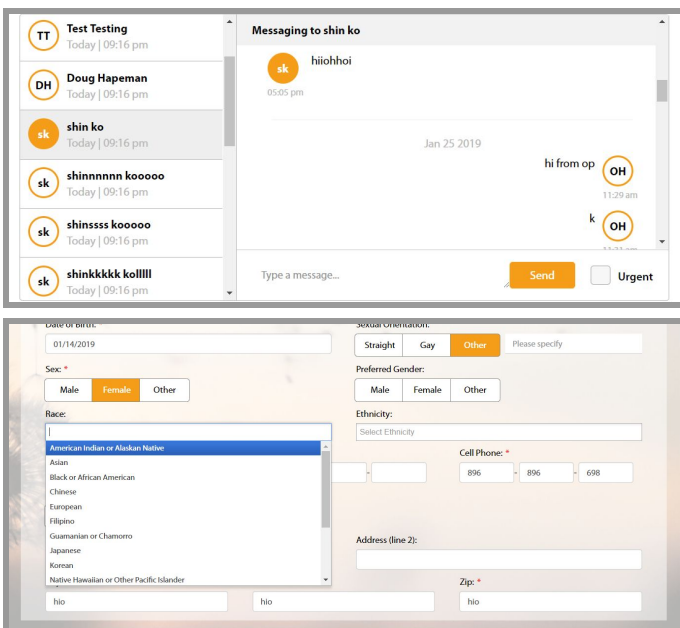 TT
Test Testing
Today | 09:16 pm
DH
Doug Hapeman
Today | 09:16 pm
sk
shin ko
Today | 09:16 pm
sk
shinnnnnn kooooo
Today | 09:16 pm
sk
shinssss kooooo
Today | 09:16 pm
sk
shinkkkkk kolllll
Today | 09:16 pm
Messaging to shin ko
sk
hiiohhoi
05:05 pm
Jan 25 2019
hi from op
OH
11:29 am
k
OH
Type a message...
Send
Urgent
Date of Birth:
01/14/2019
Sexual Orientation:
Straight
Gay
Other
Please specify
Sex: *
Male
Female
Other
Preferred Gender:
Male
Female
Other
Race:
American Indian or Alaskan Native
Asian
Black or African American
Chinese
European
Filipino
Guamanian or Chamorro
Japanese
Korean
Native Hawaiian or Other Pacific Islander
Ethnicity:
Select Ethnicity
Cell Phone: *
-
896 - 896 - 698
Address (line 2):
Zip: *
hio
hio
hio